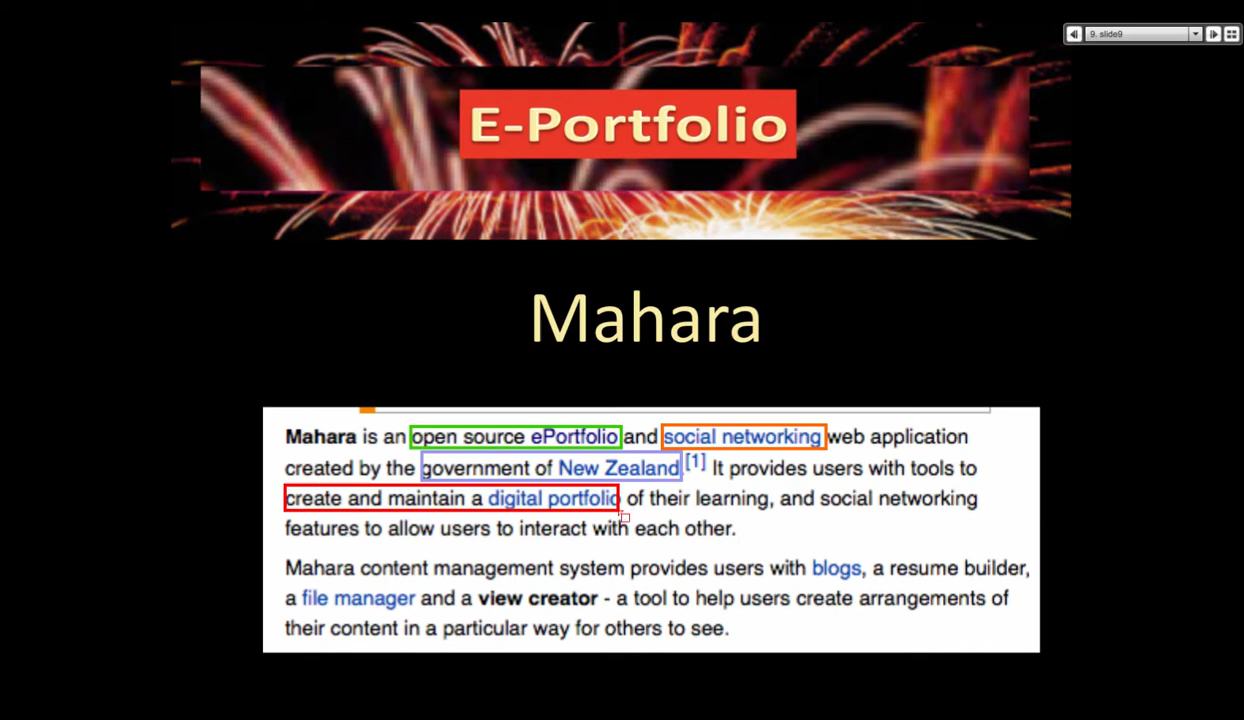 9. slide9
E-Portfolio
Mahara
Mahara is an open source ePortfolio and social networking web application
created by the government of New Zealand.[1] It provides users with tools to
create and maintain a digital portfolio of their learning, and social networking
features to allow users to interact with each other.
Mahara content management system provides users with blogs, a resume builder,
a file manager and a view creator - a tool to help users create arrangements of
their content in a particular way for others to see.